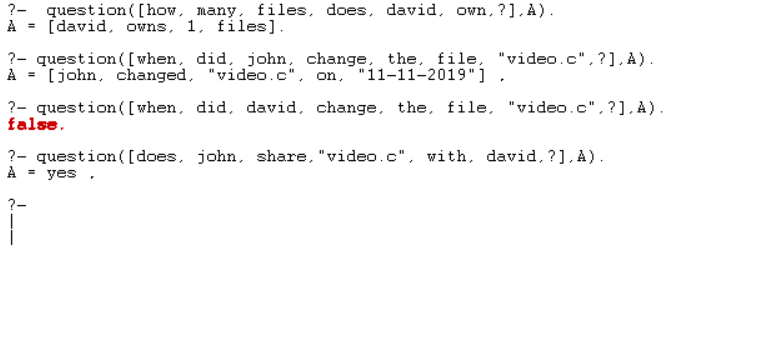 ?-  question([how, many, files, does, david, own,?],A).
A = [david, owns, 1, files].
?- question([when, did, john, change, the, file, "video.c",?],A).
A = [john, changed, "video.c", on, "11-11-2019"] .
?- question([when, did, david, change, the, file, "video.c",?],A).
false.
?- question([does, john, share,"video.c", with, david,?],A).
A = yes .
?-
|
|